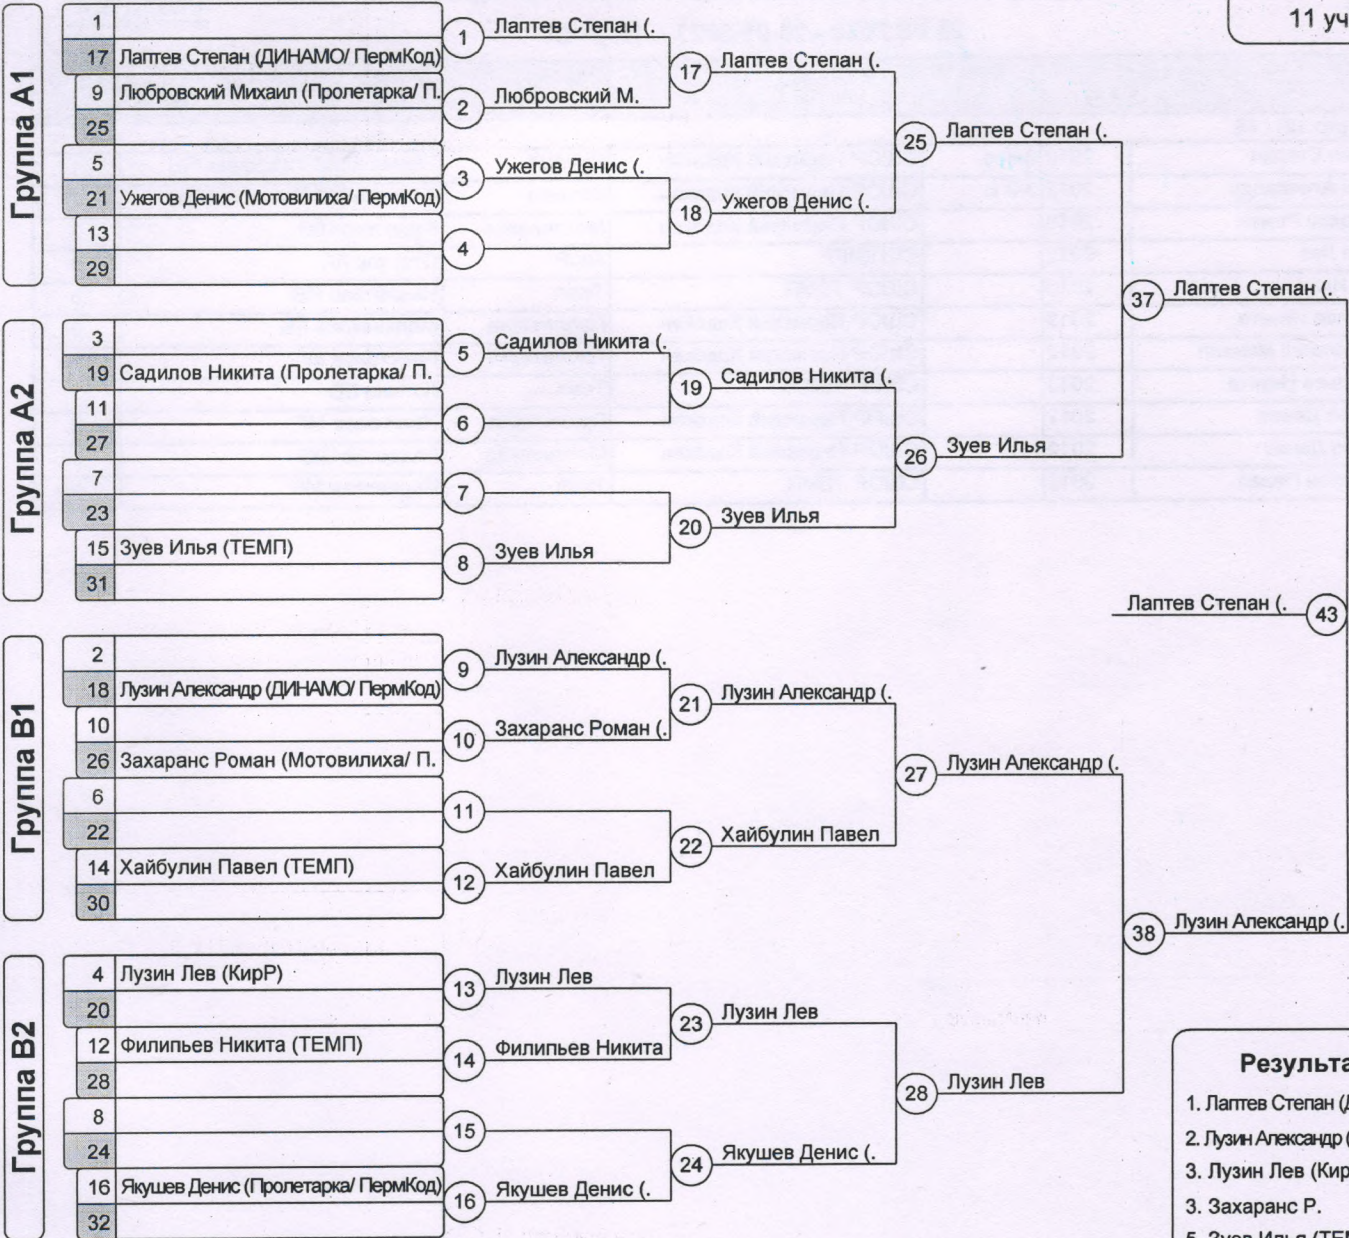 11 уч
Группа A1
1
17 Лаптев Степан (ДИНАМО/ ПермКод)
9 Любровский Михаил (Пролетарка/ П.
25
5
21 Ужегов Денис (Мотовилиха/ ПермКод)
13
29
1 Лаптев Степан (.
2 Любровский М.
3 Ужегов Денис (.
4
17 Лаптев Степан (.
18 Ужегов Денис (.
25 Лаптев Степан (.
Группа A2
3
19 Садилов Никита (Пролетарка/ П.
11
27
7
23
15 Зуев Илья (ТЕМП)
31
5 Садилов Никита (.
6
7
8 Зуев Илья
19 Садилов Никита (.
20 Зуев Илья
26 Зуев Илья
37 Лаптев Степан (.
Лаптев Степан (. 43
Группа B1
2
18 Лузин Александр (ДИНАМО/ ПермКод)
10
26 Захаранс Роман (Мотовилиха/ П.
6
22
14 Хайбулин Павел (ТЕМП)
30
9 Лузин Александр (.
10 Захаранс Роман (.
11
12 Хайбулин Павел
21 Лузин Александр (.
22 Хайбулин Павел
27 Лузин Александр (.
38 Лузин Александр (.
Группа B2
4 Лузин Лев (КирР)
20
12 Филипьев Никита (ТЕМП)
28
8
24
16 Якушев Денис (Пролетарка/ ПермКод)
32
13 Лузин Лев
14 Филипьев Никита
15
16 Якушев Денис (.
23 Лузин Лев
24 Якушев Денис (.
28 Лузин Лев
Результа
1. Лаптев Степан (Д
2. Лузин Александр (
3. Лузин Лев (Кир
3. Захаранс Р.
5. Зуев Илья (ТЕМ